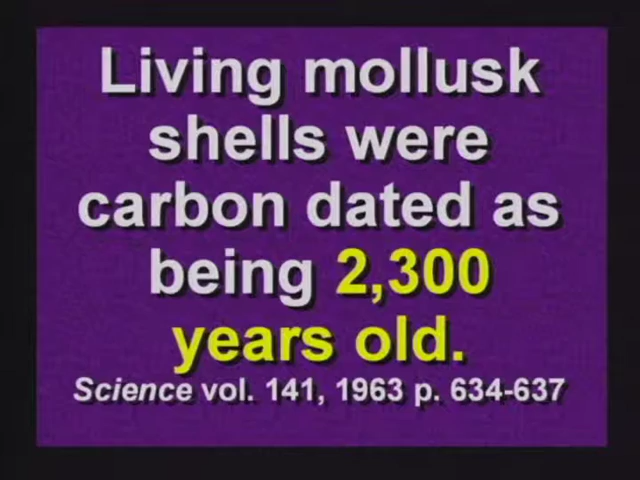 Living mollusk
shells were
carbon dated as
being 2,300
years old.
Science vol. 141, 1963 p. 634-637